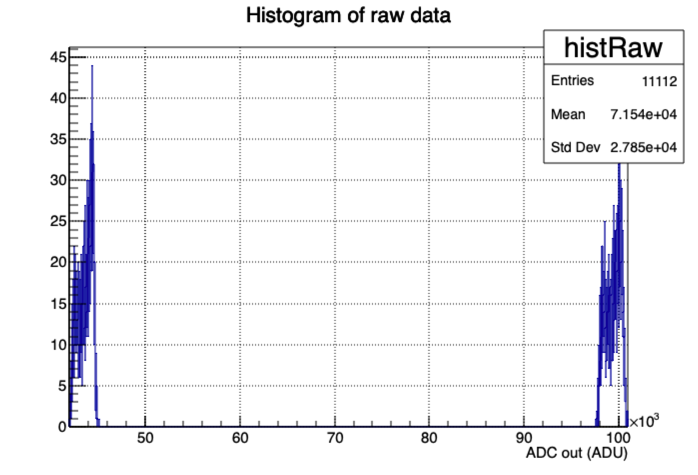 Histogram of raw data
histRaw
Entries 11112
Mean 7.154e+04
Std Dev 2.785e+04
45
40
35
30
25
20
15
10
5
0
50 60 70 80 90 100 ×10³
ADC out (ADU)